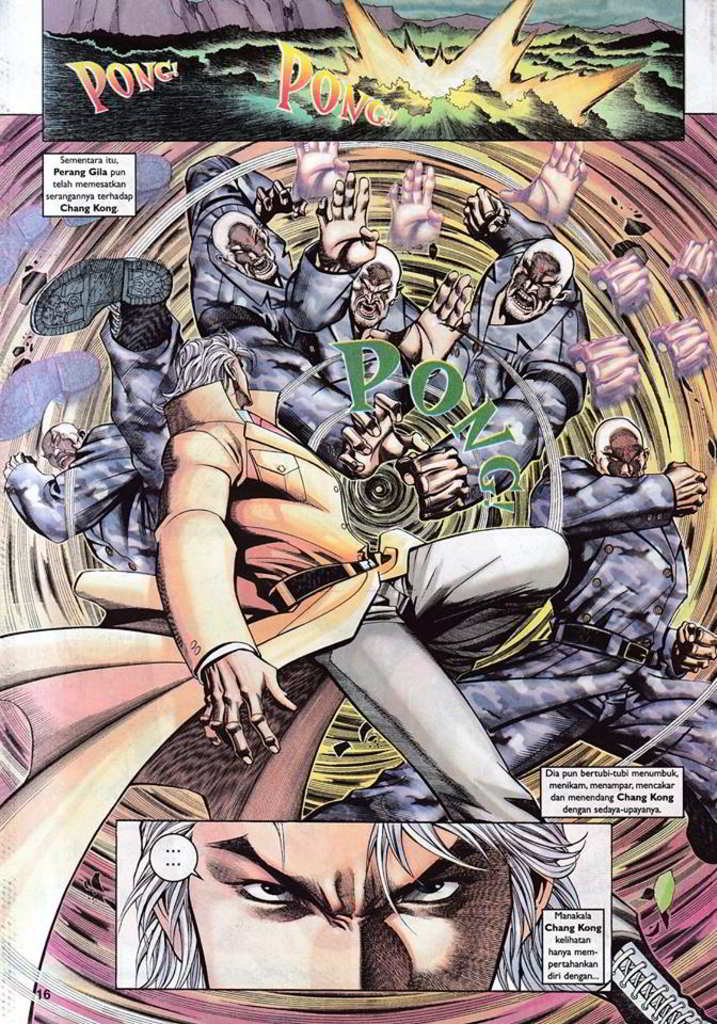 PONG!
PONG!
Sementara itu,
Perang Gila pun
telah memesatkan
serangannya terhadap
Chang Kong.
PONG!
Dia pun bertubi-tubi menumbuk,
menikam, menampar, mencakar
dan menendang Chang Kong
dengan sedaya-upayanya.
...
...
Manakala
Chang Kong
kelihatan
hanya mem-
pertahankan
diri dengan...
16